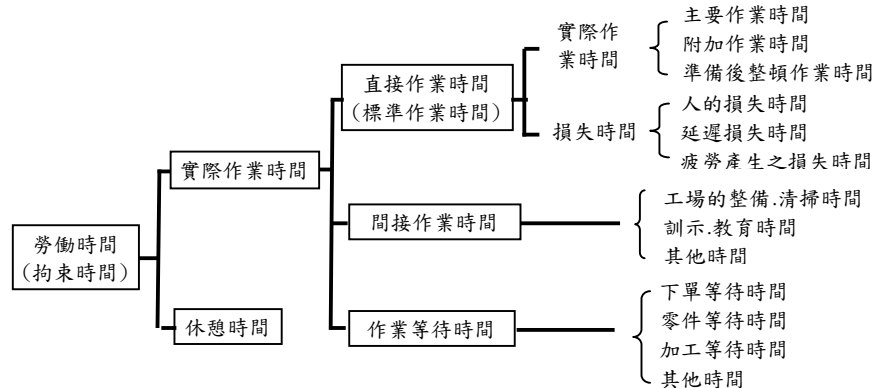 勞働時間
(拘束時間)
實際作業時間
休憩時間
直接作業時間
(標準作業時間)
間接作業時間
作業等待時間
實際作
業時間
損失時間
主要作業時間
附加作業時間
準備後整頓作業時間
人的損失時間
延遲損失時間
疲勞產生之損失時間
工場的整備.清掃時間
訓示.教育時間
其他時間
下單等待時間
零件等待時間
加工等待時間
其他時間